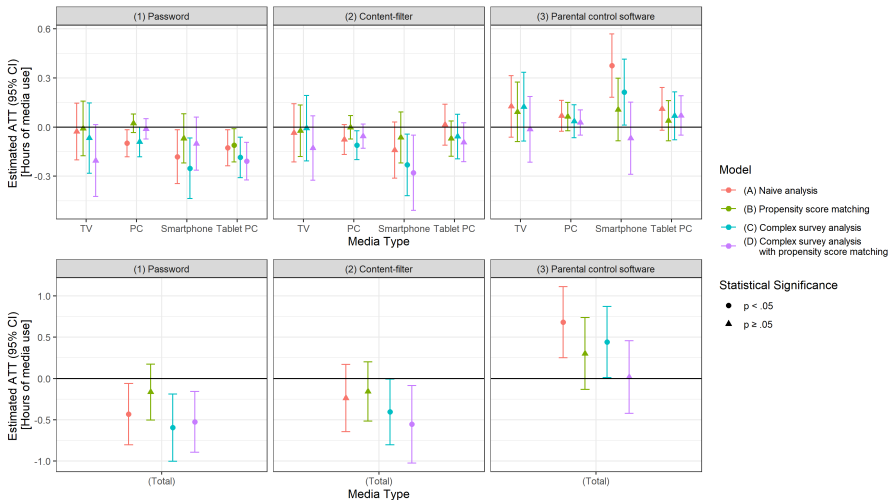 (1) Password
(2) Content-filter
(3) Parental control software
Estimated ATT (95% CI)
[Hours of media use]
0.6
0.3
0.0
-0.3
TV
PC
Smartphone
Tablet PC
TV
PC
Smartphone
Tablet PC
TV
PC
Smartphone
Tablet PC
Media Type
(1) Password
(2) Content-filter
(3) Parental control software
Estimated ATT (95% CI)
[Hours of media use]
1.0
0.5
0.0
-0.5
-1.0
(Total)
(Total)
(Total)
Media Type
Model
(A) Naive analysis
(B) Propensity score matching
(C) Complex survey analysis
(D) Complex survey analysis
with propensity score matching
Statistical Significance
p < .05
p ≥ .05